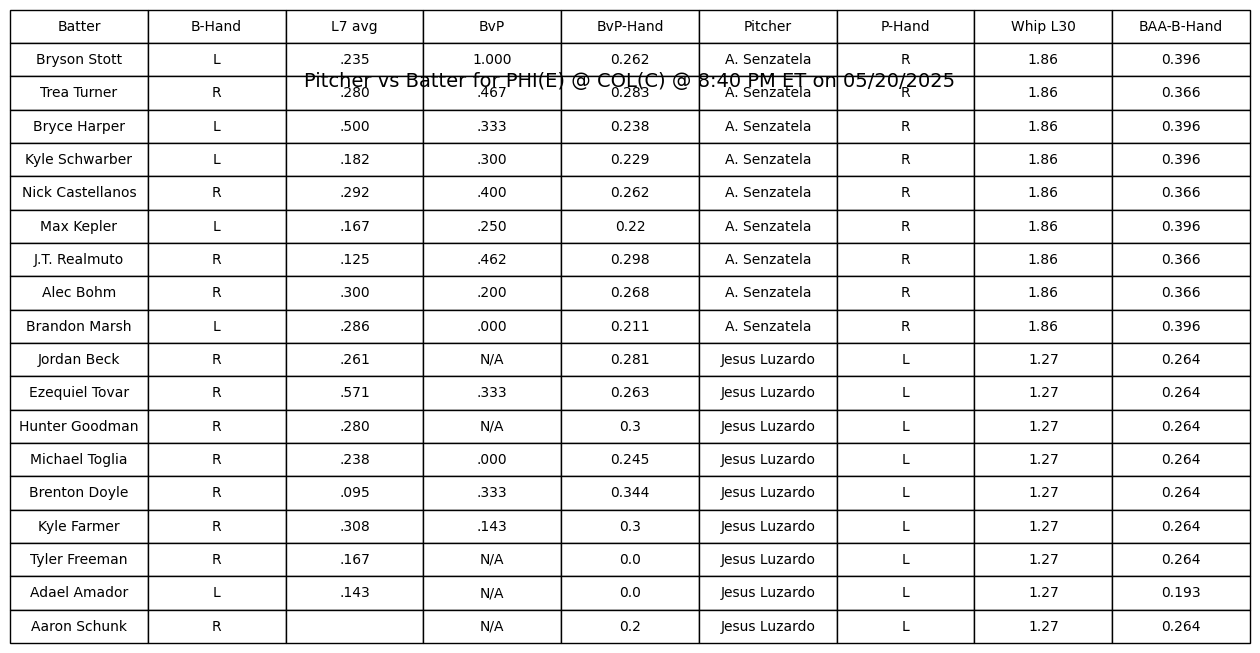 Batter B-Hand L7 avg BvP BvP-Hand Pitcher P-Hand Whip L30 BAA-B-Hand
Bryson Stott L .235 1.000 0.262 A. Senzatela R 1.86 0.396
Pitcher vs Batter for PHI(E) @ COL(C) @ 8:40 PM ET on 05/20/2025
Trea Turner R .280 .467 0.283 A. Senzatela R 1.86 0.366
Bryce Harper L .500 .333 0.238 A. Senzatela R 1.86 0.396
Kyle Schwarber L .182 .300 0.229 A. Senzatela R 1.86 0.396
Nick Castellanos R .292 .400 0.262 A. Senzatela R 1.86 0.366
Max Kepler L .167 .250 0.22 A. Senzatela R 1.86 0.396
J.T. Realmuto R .125 .462 0.298 A. Senzatela R 1.86 0.366
Alec Bohm R .300 .200 0.268 A. Senzatela R 1.86 0.366
Brandon Marsh L .286 .000 0.211 A. Senzatela R 1.86 0.396
Jordan Beck R .261 N/A 0.281 Jesus Luzardo L 1.27 0.264
Ezequiel Tovar R .571 .333 0.263 Jesus Luzardo L 1.27 0.264
Hunter Goodman R .280 N/A 0.3 Jesus Luzardo L 1.27 0.264
Michael Toglia R .238 .000 0.245 Jesus Luzardo L 1.27 0.264
Brenton Doyle R .095 .333 0.344 Jesus Luzardo L 1.27 0.264
Kyle Farmer R .308 .143 0.3 Jesus Luzardo L 1.27 0.264
Tyler Freeman R .167 N/A 0.0 Jesus Luzardo L 1.27 0.264
Adael Amador L .143 N/A 0.0 Jesus Luzardo L 1.27 0.193
Aaron Schunk R N/A 0.2 Jesus Luzardo L 1.27 0.264